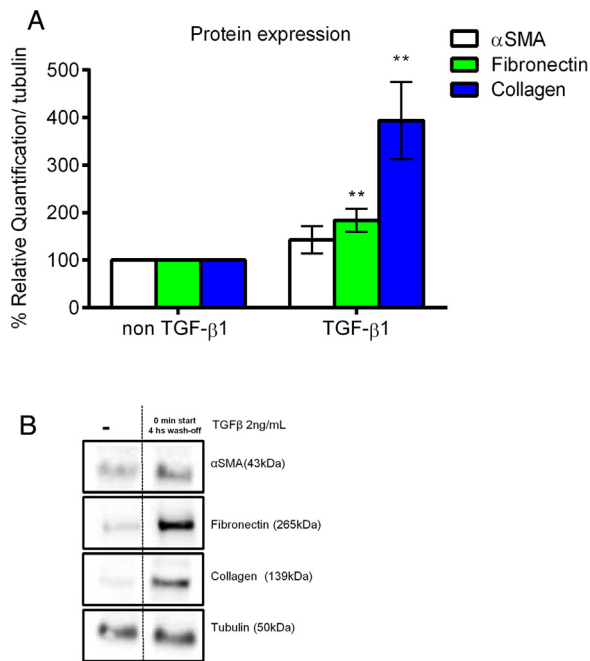 A
Protein expression
αSMA
Fibronectin
Collagen
% Relative Quantification/ tubulin
500
400
300
200
100
0
**
**
non TGF-β1
TGF-β1
B
-
0 min start
4 hs wash-off
TGFβ 2ng/mL
αSMA(43kDa)
Fibronectin (265kDa)
Collagen (139kDa)
Tubulin (50kDa)